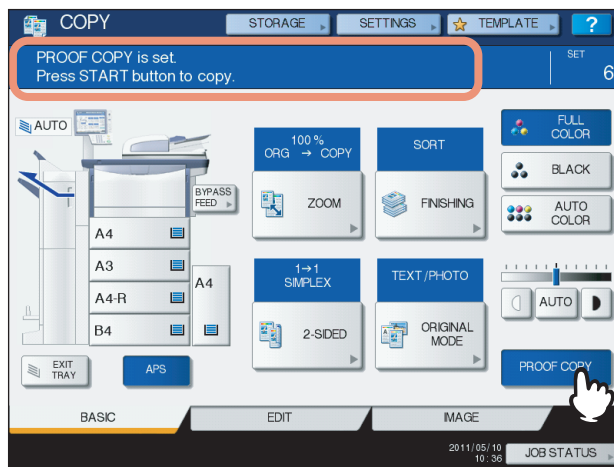 COPY
STORAGE
SETTINGS
TEMPLATE
?
PROOF COPY is set.
Press START button to copy.
SET
6
AUTO
BYPASS
FEED
A4
A3
A4-R
B4
A4
EXIT
TRAY
APS
100 %
ORG → COPY
ZOOM
SORT
FINISHING
1→1
SIMPLEX
2-SIDED
TEXT/PHOTO
ORIGINAL
MODE
FULL
COLOR
BLACK
AUTO
COLOR
AUTO
PROOF COPY
BASIC
EDIT
IMAGE
2011/05/10
10:36
JOB STATUS